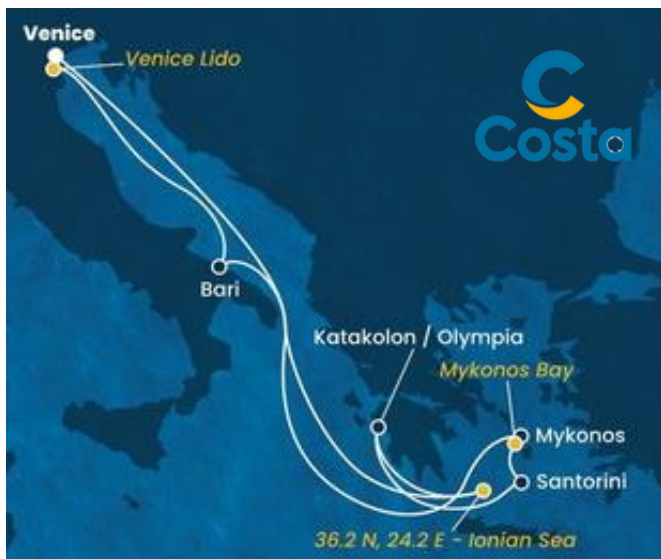 Venice
Venice Lido
Costa
Bari
Katakolon / Olympia
Mykonos Bay
Mykonos
Santorini
36.2 N, 24.2 E - Ionian Sea